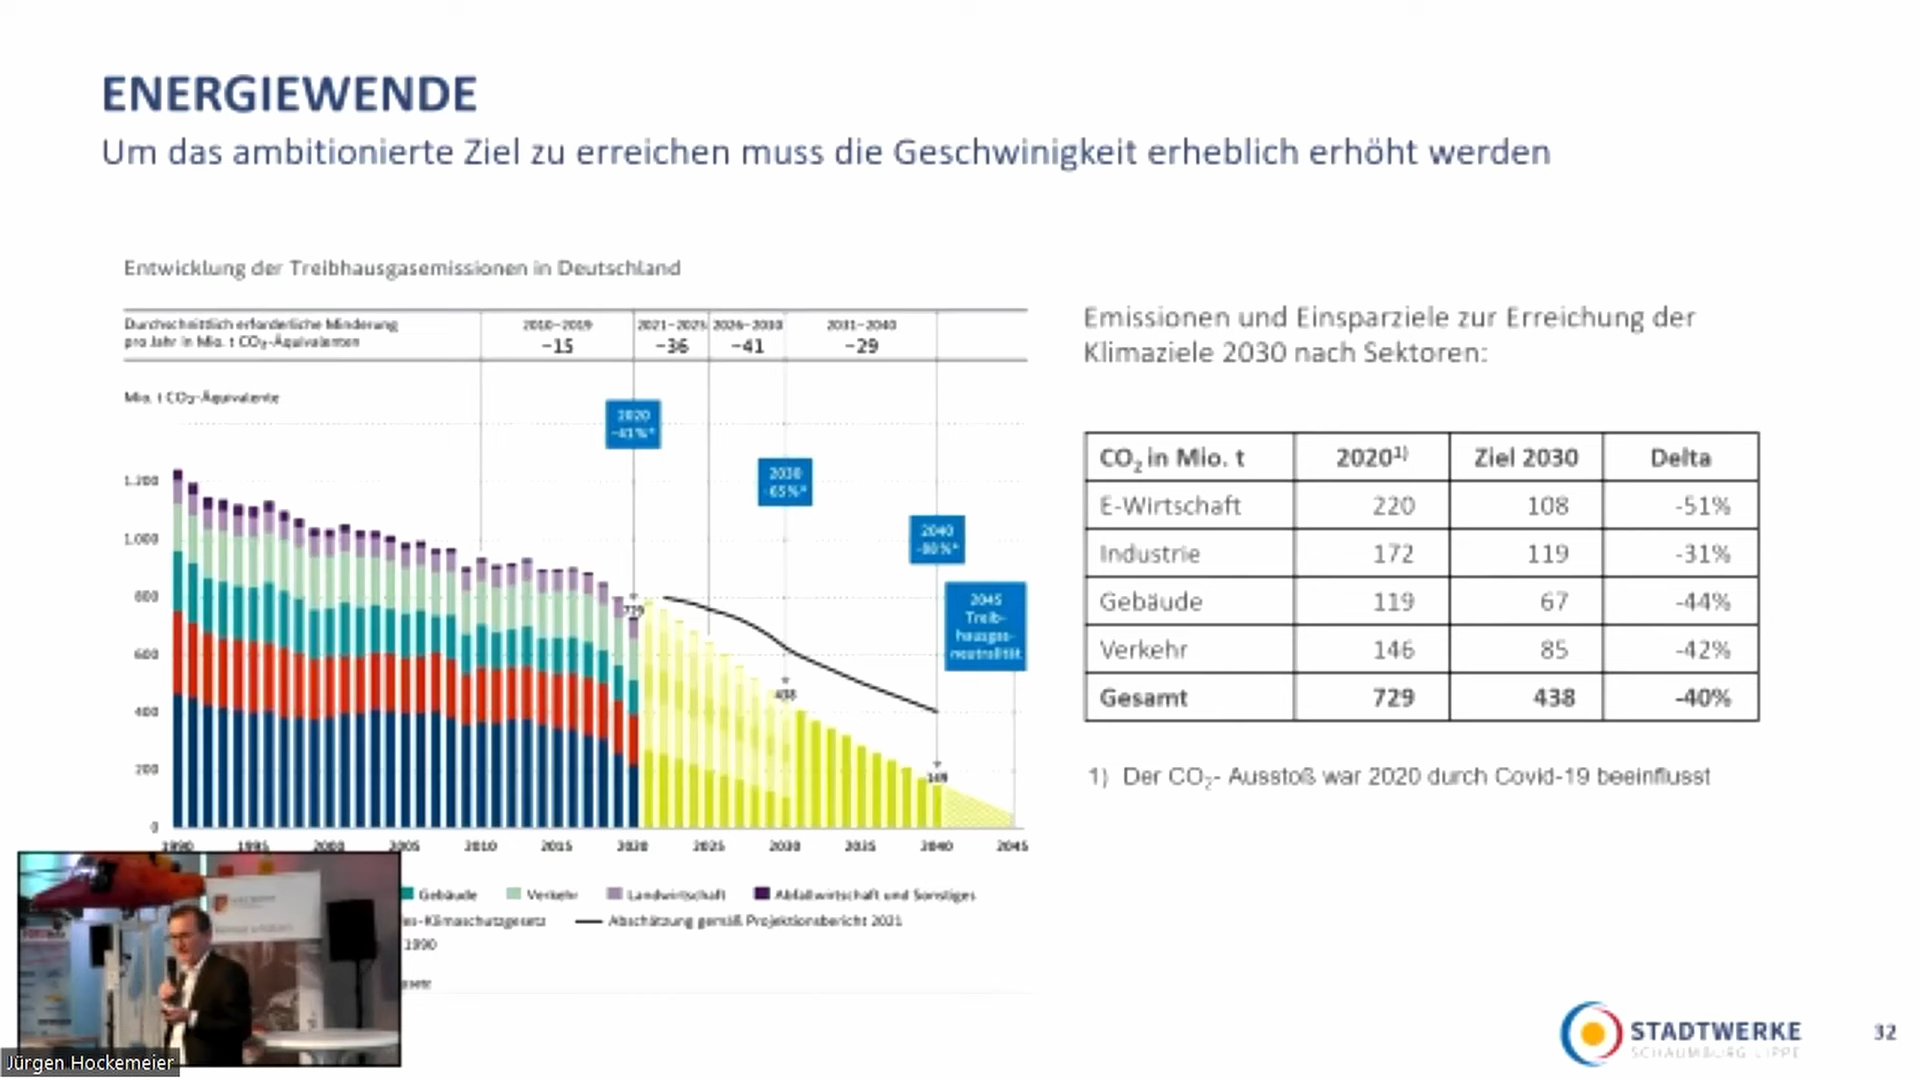 ENERGIEWENDE
Um das ambitionierte Ziel zu erreichen muss die Geschwinigkeit erheblich erhöht werden
Entwicklung der Treibhausgasemissionen in Deutschland
Durchschnittlich erforderliche Minderung
pro Jahr in Mio. t CO₂-Äquivalenten
2010–2019
−15
2021–2025
−36
2026–2030
−41
2031–2040
−29
Mio. t CO₂-Äquivalente
2020
−41%*
2030
-65%*
2040
-88%*
2045
Treib-
hausgas-
neutralität
1.200
1.000
800
600
400
200
0
729
438
149
1990 1995 2000 2005 2010 2015 2020 2025 2030 2035 2040 2045
Gebäude Verkehr Landwirtschaft Abfallwirtschaft und Sonstiges
es-Klimaschutzgesetz Abschätzung gemäß Projektionsbericht 2021
1990
Emissionen und Einsparziele zur Erreichung der
Klimaziele 2030 nach Sektoren:
CO₂ in Mio. t 2020¹⁾ Ziel 2030 Delta
E-Wirtschaft 220 108 -51%
Industrie 172 119 -31%
Gebäude 119 67 -44%
Verkehr 146 85 -42%
Gesamt 729 438 -40%
1) Der CO₂- Ausstoß war 2020 durch Covid-19 beeinflusst
Jürgen Hockemeier
STADTWERKE
SCHAUMBURG-LIPPE
32